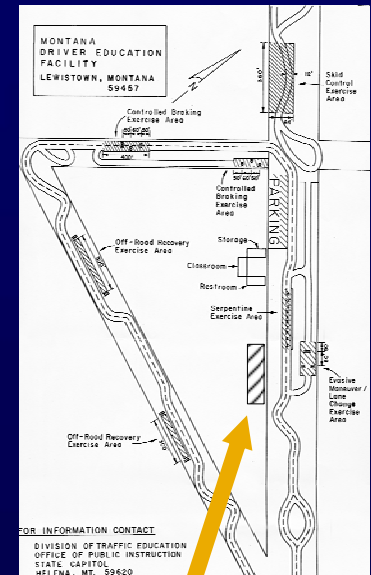 MONTANA
DRIVER EDUCATION
FACILITY
LEWISTOWN, MONTANA
59457
N
Controlled Braking
Exercise Area
400'
Controlled
Braking
Exercise
Area
Skid
Control
Exercise
Area
PARKING
Storage
Classroom
Restroom
Serpentine
Exercise Area
Off-Road Recovery
Exercise Area
Evasive
Maneuver /
Lane
Change
Exercise
Area
Off-Road Recovery
Exercise Area
FOR INFORMATION CONTACT
DIVISION OF TRAFFIC EDUCATION
OFFICE OF PUBLIC INSTRUCTION
STATE CAPITOL
HELENA, MT. 59620